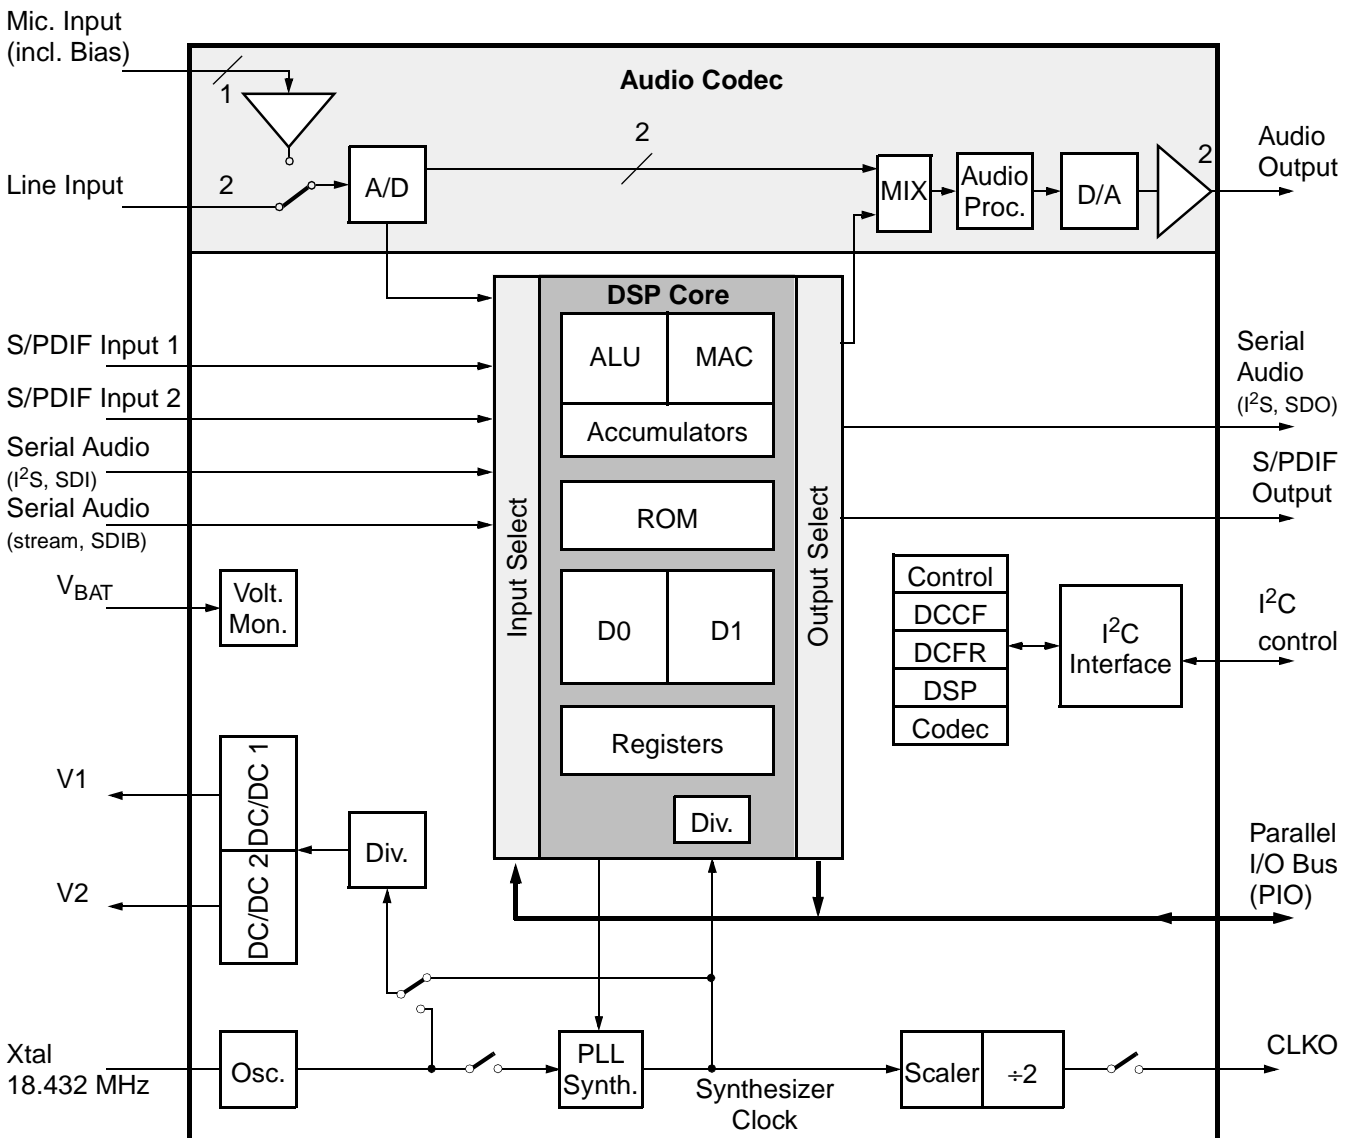 Mic. Input
(incl. Bias)
1
Audio Codec
2
2
Audio
Output
Line Input
2
A/D
MIX
Audio
Proc.
D/A
DSP Core
S/PDIF Input 1
ALU
MAC
Serial
Audio
(I²S, SDO)
S/PDIF Input 2
Accumulators
Serial Audio
(I²S, SDI)
S/PDIF
Output
Serial Audio
(stream, SDIB)
Input Select
ROM
Output Select
V_BAT
Volt.
Mon.
D0
D1
Control
DCCF
DCFR
DSP
Codec
I²C
Interface
I²C
control
Registers
V1
DC/DC 1
Div.
Div.
Parallel
I/O Bus
(PIO)
V2
DC/DC 2
Xtal
18.432 MHz
Osc.
PLL
Synth.
Synthesizer
Clock
Scaler
÷2
CLKO